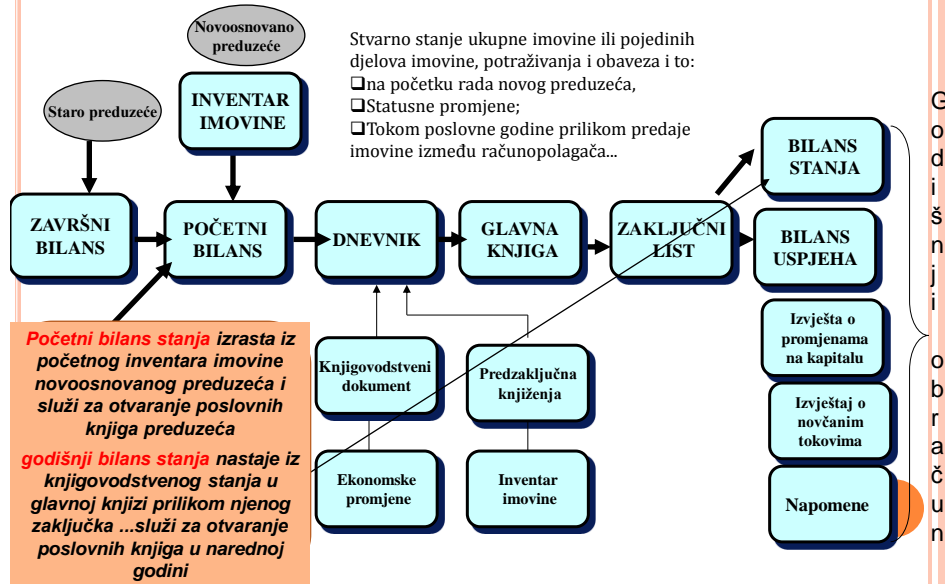 Novoosnovano
preduzeće
Stvarno stanje ukupne imovine ili pojedinih
djelova imovine, potraživanja i obaveza i to:
❑na početku rada novog preduzeća,
❑Statusne promjene;
❑Tokom poslovne godine prilikom predaje
imovine između računopolagača...
Staro preduzeće
INVENTAR
IMOVINE
ZAVRŠNI
BILANS
POČETNI
BILANS
DNEVNIK
GLAVNA
KNJIGA
ZAKLJUČNI
LIST
BILANS
STANJA
BILANS
USPJEHA
Izvješta o
promjenama
na kapitalu
Izvještaj o
novčanim
tokovima
Napomene
Knjigovodstveni
dokument
Predzaključna
knjiženja
Ekonomske
promjene
Inventar
imovine
Početni bilans stanja izrasta iz
početnog inventara imovine
novoosnovanog preduzeća i
služi za otvaranje poslovnih
knjiga preduzeća
godišnji bilans stanja nastaje iz
knjigovodstvenog stanja u
glavnoj knjizi prilikom njenog
zaključka ...služi za otvaranje
poslovnih knjiga u narednoj
godini
Godišnji obračun